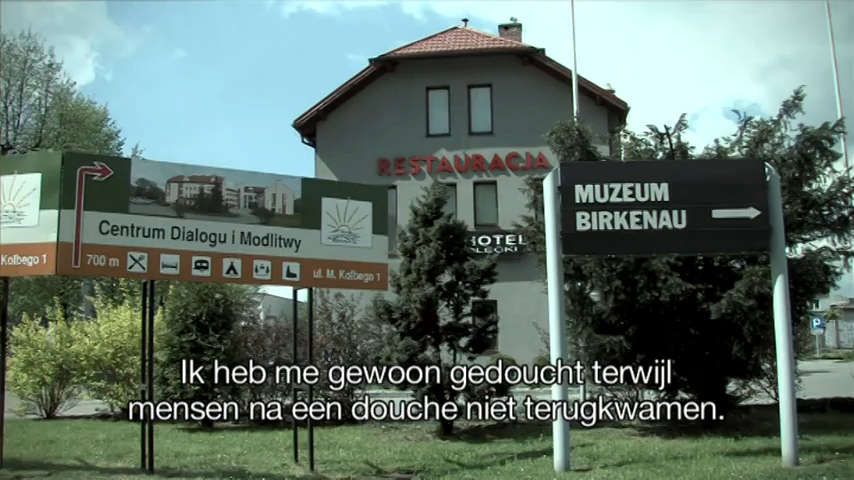 RESTAURACJA
MUZEUM
BIRKENAU
Centrum Dialogu i Modlitwy
HOTEL
Kolbego 1
700 m
ul. M. Kolbego 1
P
Ik heb me gewoon gedoucht terwijl
mensen na een douche niet terugkwamen.